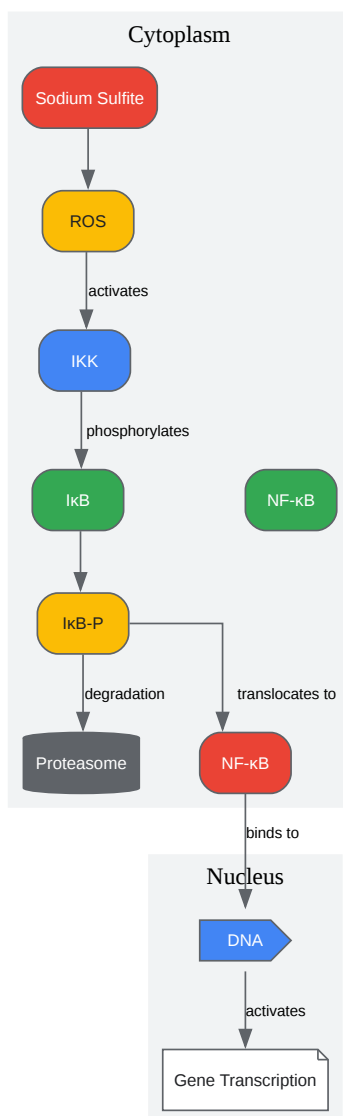 Cytoplasm
Sodium Sulfite
ROS
activates
IKK
phosphorylates
IκB
NF-κB
IκB-P
degradation
translocates to
Proteasome
NF-κB
binds to
Nucleus
DNA
activates
Gene Transcription